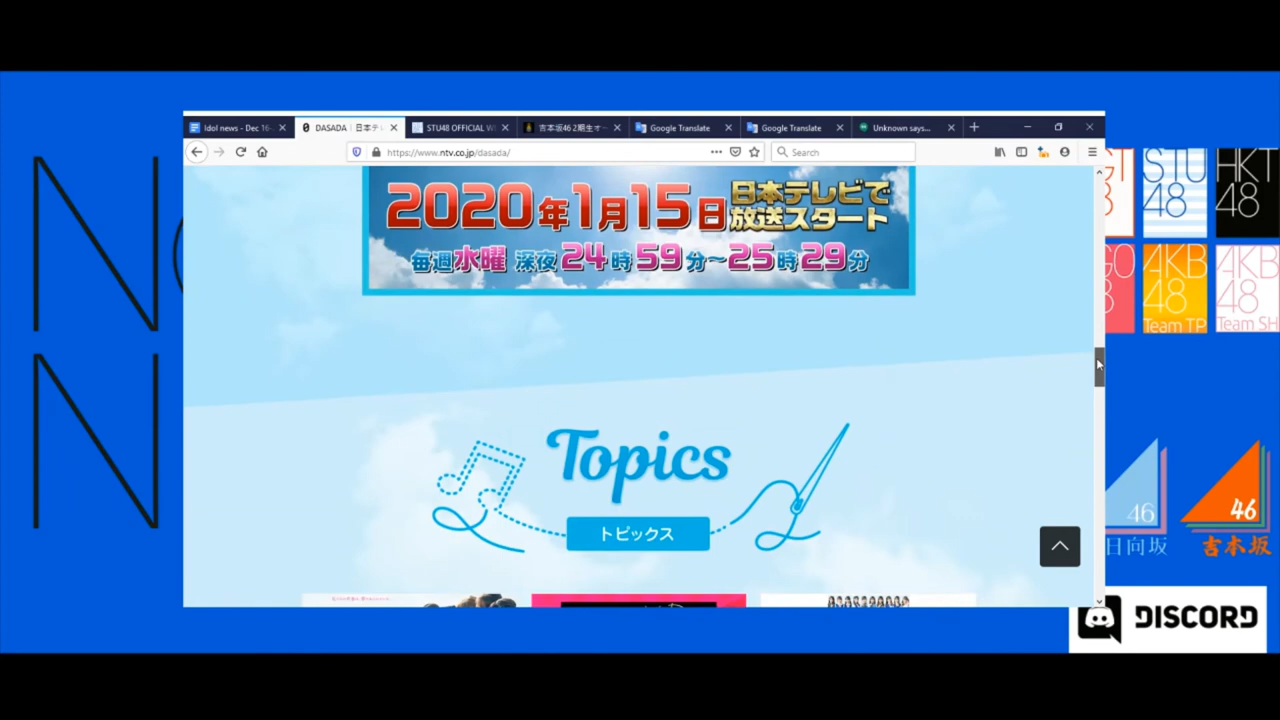 Idol news - Dec 16-
DASADA | 日本テレ
STU48 OFFICIAL W
吉本坂46 2期生オー
Google Translate
Google Translate
Unknown says...
https://www.ntv.co.jp/dasada/
Search
2020年1月15日 日本テレビで
放送スタート
毎週水曜 深夜24時59分~25時29分
Topics
トピックス
N
N
STU
48
HKT
48
AKB
48
Team TP
AKB
48
Team SH
46
日向坂
46
吉本坂
DISCORD